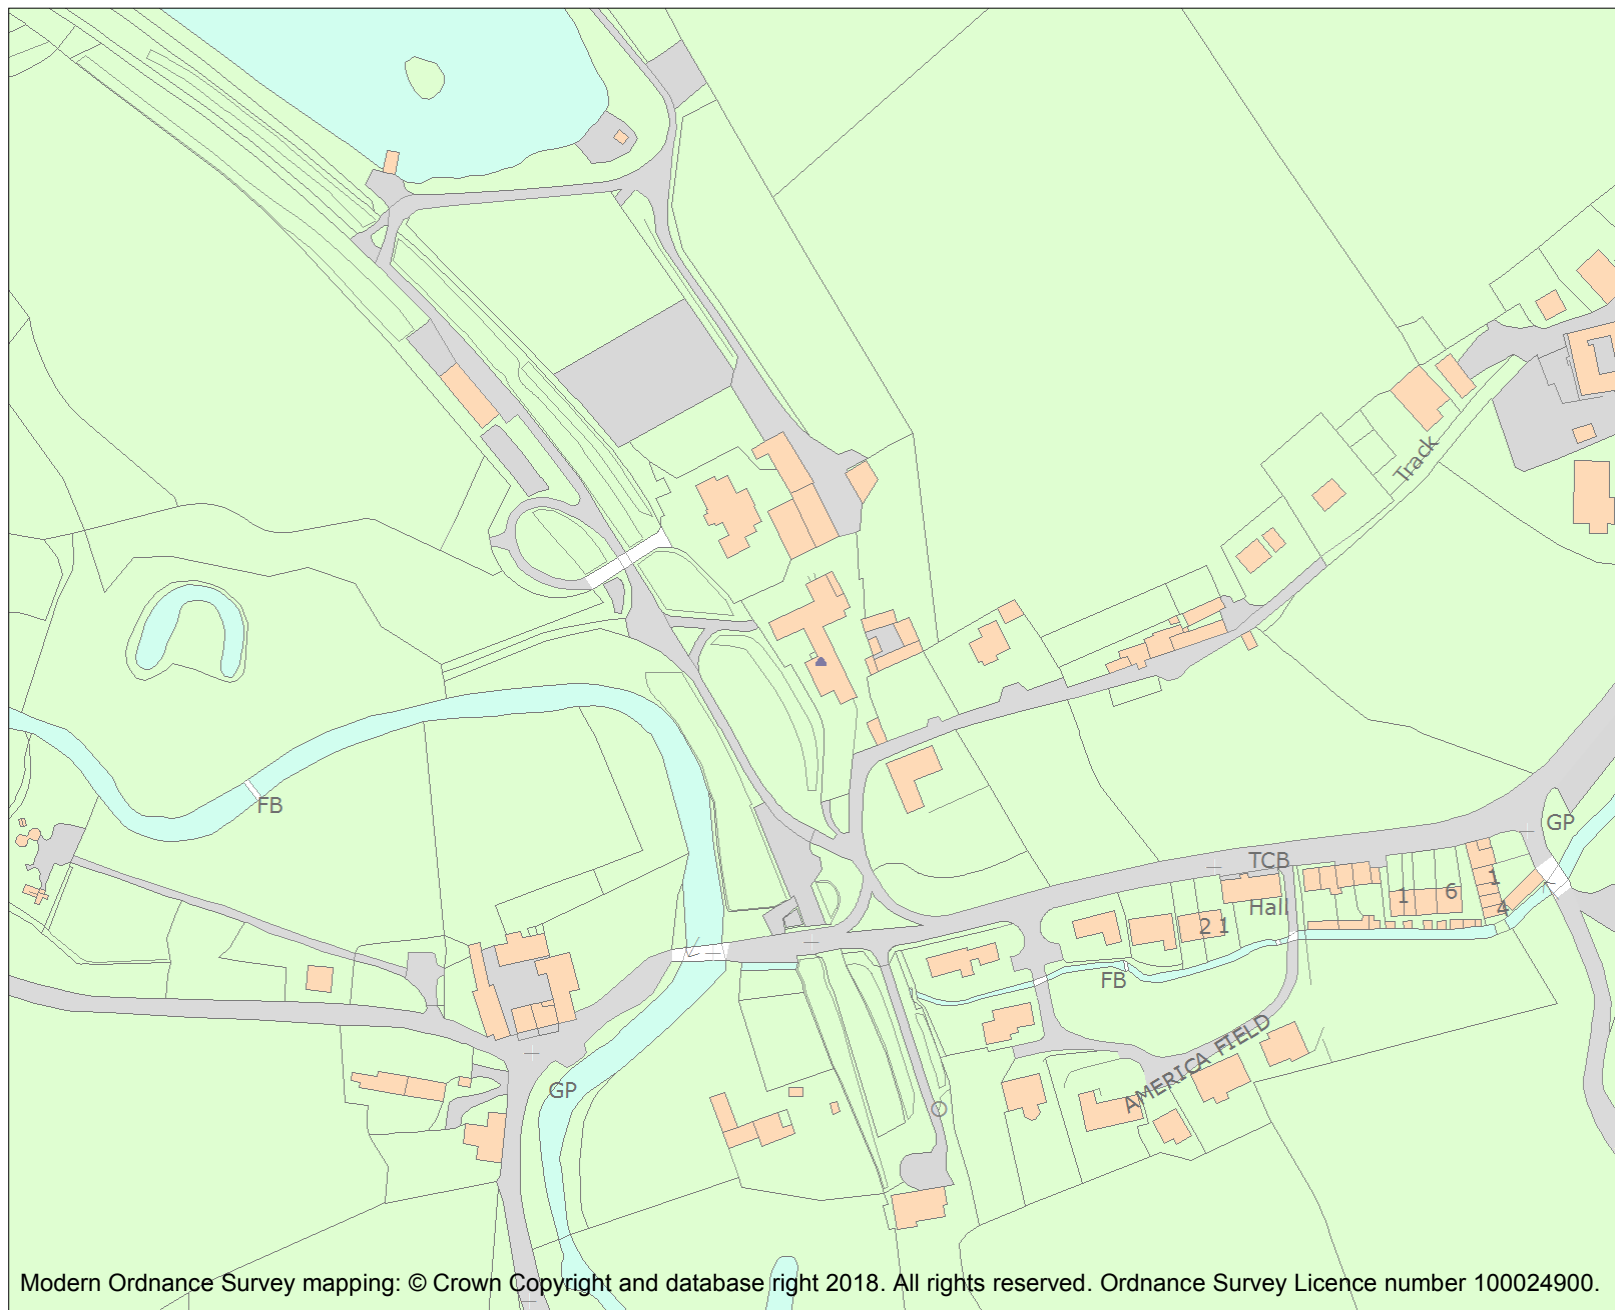 Track
FB
TCB
GP
Hall
2 1
1
6
1
4
FB
AMERICA FIELD
GP
Modern Ordnance Survey mapping: © Crown Copyright and database right 2018. All rights reserved. Ordnance Survey Licence number 100024900.